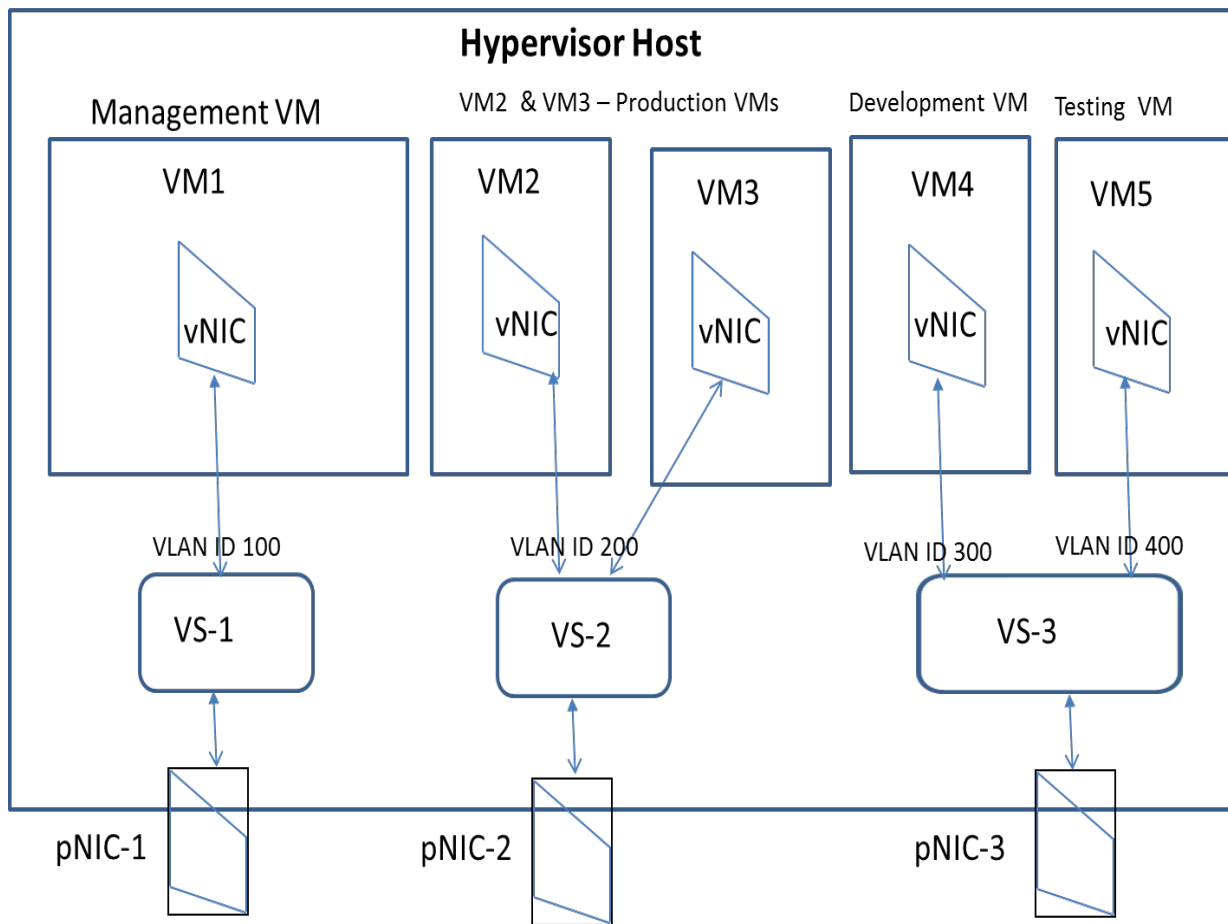 Hypervisor Host
Management VM
VM2 & VM3 – Production VMs
Development VM
Testing VM
VM1
VM2
VM3
VM4
VM5
vNIC
vNIC
vNIC
vNIC
vNIC
VLAN ID 100
VLAN ID 200
VLAN ID 300
VLAN ID 400
VS-1
VS-2
VS-3
pNIC-1
pNIC-2
pNIC-3